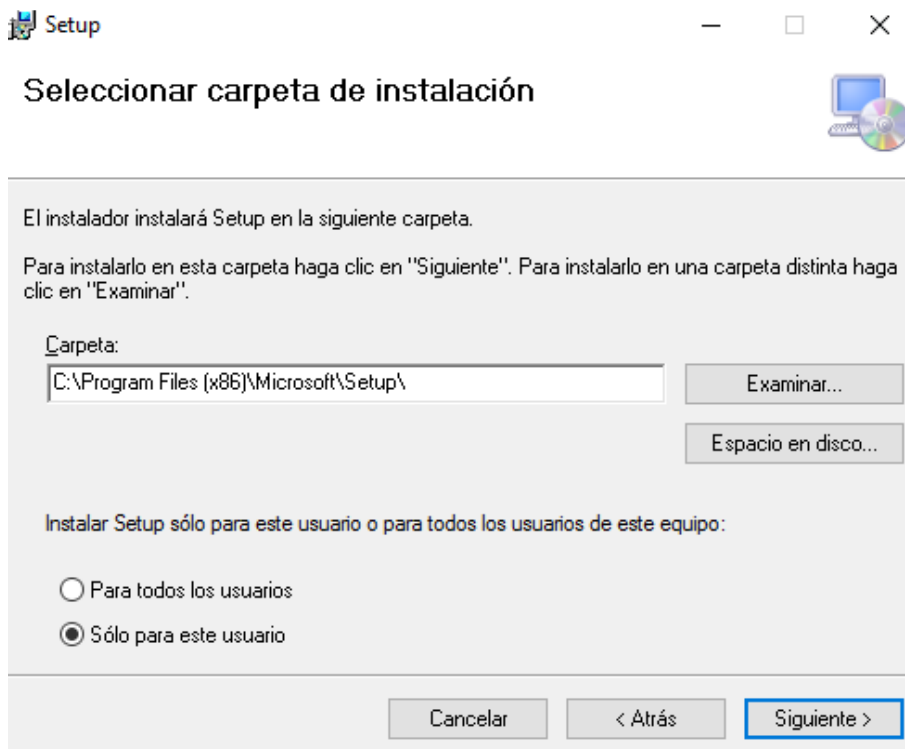 Setup
Seleccionar carpeta de instalación
El instalador instalará Setup en la siguiente carpeta.
Para instalarlo en esta carpeta haga clic en "Siguiente". Para instalarlo en una carpeta distinta haga
clic en "Examinar".
Carpeta:
C:\Program Files (x86)\Microsoft\Setup\
Examinar...
Espacio en disco...
Instalar Setup sólo para este usuario o para todos los usuarios de este equipo:
Para todos los usuarios
Sólo para este usuario
Cancelar
< Atrás
Siguiente >